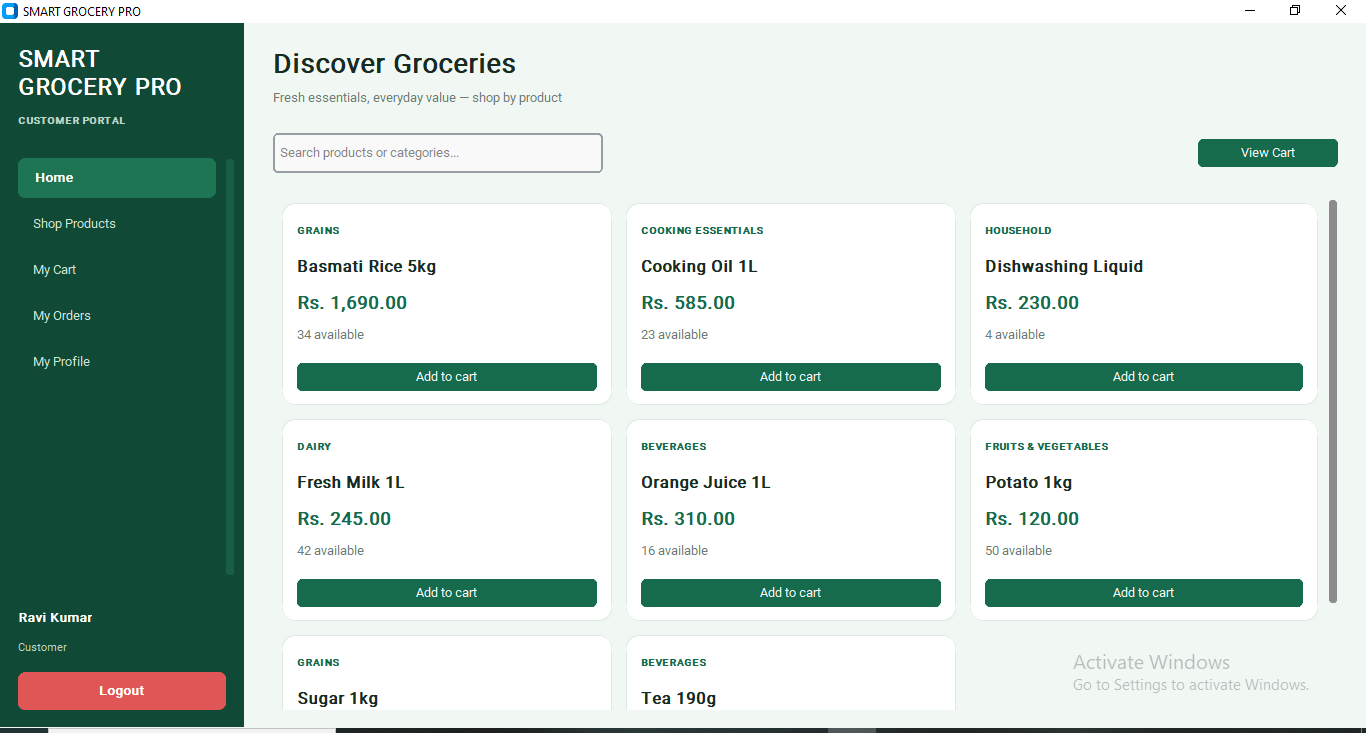 SMART GROCERY PRO
SMART
GROCERY PRO
CUSTOMER PORTAL
Home
Shop Products
My Cart
My Orders
My Profile
Ravi Kumar
Customer
Logout
Discover Groceries
Fresh essentials, everyday value — shop by product
Search products or categories...
View Cart
GRAINS
Basmati Rice 5kg
Rs. 1,690.00
34 available
Add to cart
COOKING ESSENTIALS
Cooking Oil 1L
Rs. 585.00
23 available
Add to cart
HOUSEHOLD
Dishwashing Liquid
Rs. 230.00
4 available
Add to cart
DAIRY
Fresh Milk 1L
Rs. 245.00
42 available
Add to cart
BEVERAGES
Orange Juice 1L
Rs. 310.00
16 available
Add to cart
FRUITS & VEGETABLES
Potato 1kg
Rs. 120.00
50 available
Add to cart
GRAINS
Sugar 1kg
BEVERAGES
Tea 190g
Activate Windows
Go to Settings to activate Windows.